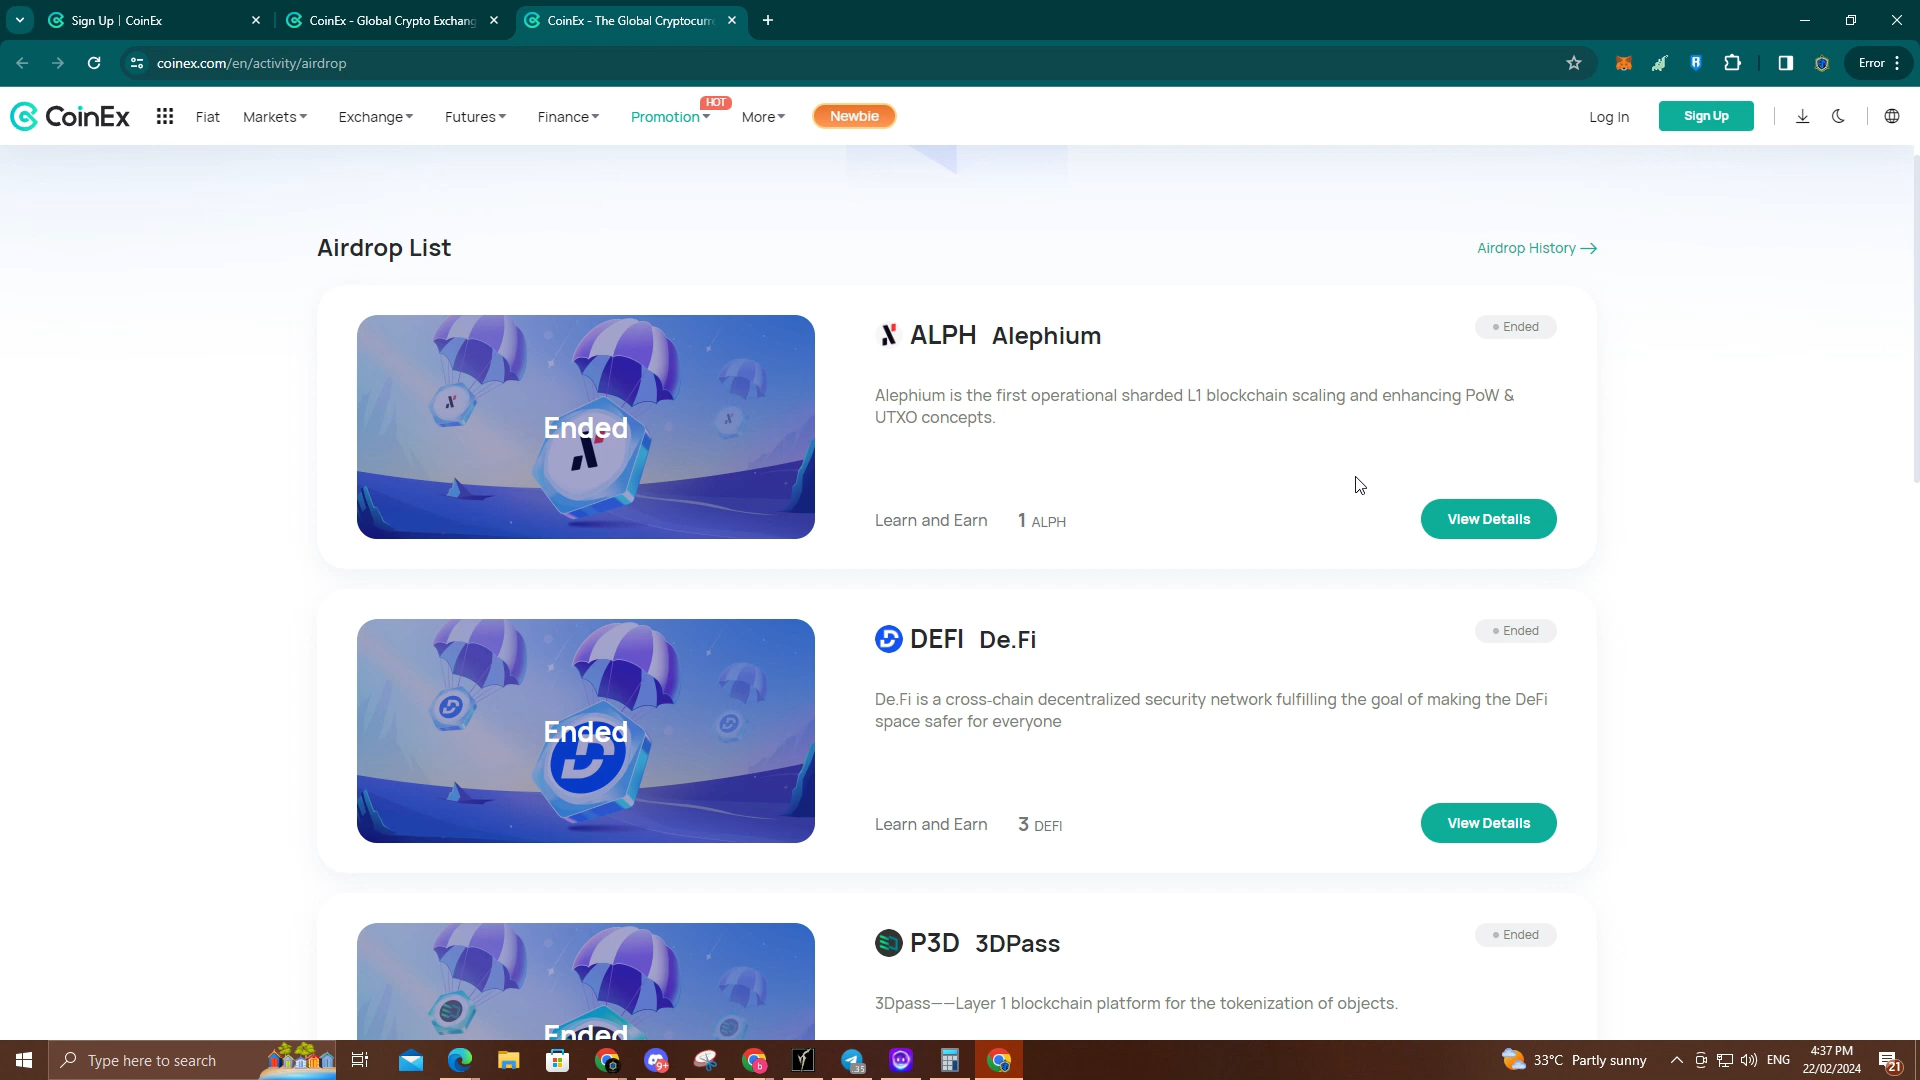 Sign Up | CoinEx
CoinEx - Global Crypto Exchang
CoinEx - The Global Cryptocurr
coinex.com/en/activity/airdrop
Error
CoinEx
Fiat
Markets
Exchange
Futures
Finance
Promotion
HOT
More
Newbie
Log In
Sign Up
Airdrop List
Airdrop History
Ended
ALPH Alephium
Ended
Alephium is the first operational sharded L1 blockchain scaling and enhancing PoW &
UTXO concepts.
Learn and Earn 1 ALPH
View Details
Ended
DEFI De.Fi
Ended
De.Fi is a cross-chain decentralized security network fulfilling the goal of making the DeFi
space safer for everyone
Learn and Earn 3 DEFI
View Details
Ended
P3D 3DPass
Ended
3Dpass——Layer 1 blockchain platform for the tokenization of objects.
Type here to search
9+
35
33°C Partly sunny
ENG
4:37 PM
22/02/2024
21